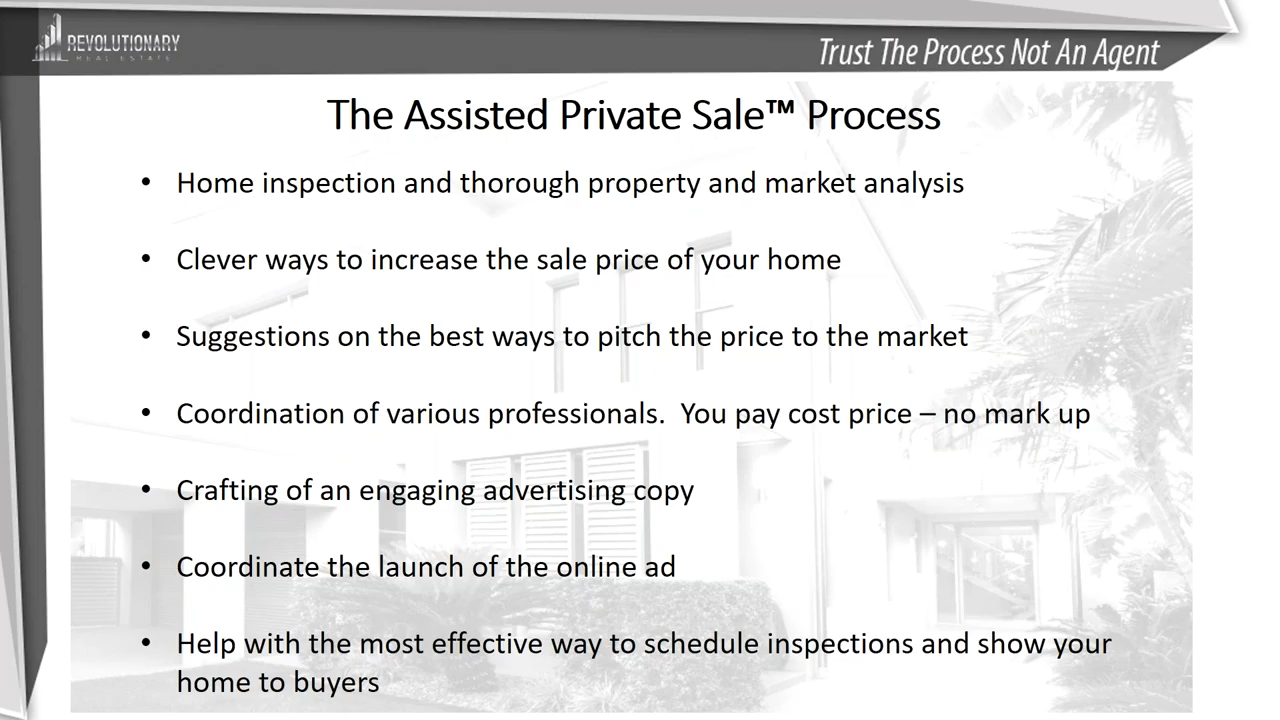 REVOLUTIONARY
REAL ESTATE
Trust The Process Not An Agent
The Assisted Private Sale™ Process
• Home inspection and thorough property and market analysis
• Clever ways to increase the sale price of your home
• Suggestions on the best ways to pitch the price to the market
• Coordination of various professionals.  You pay cost price – no mark up
• Crafting of an engaging advertising copy
• Coordinate the launch of the online ad
• Help with the most effective way to schedule inspections and show your
home to buyers